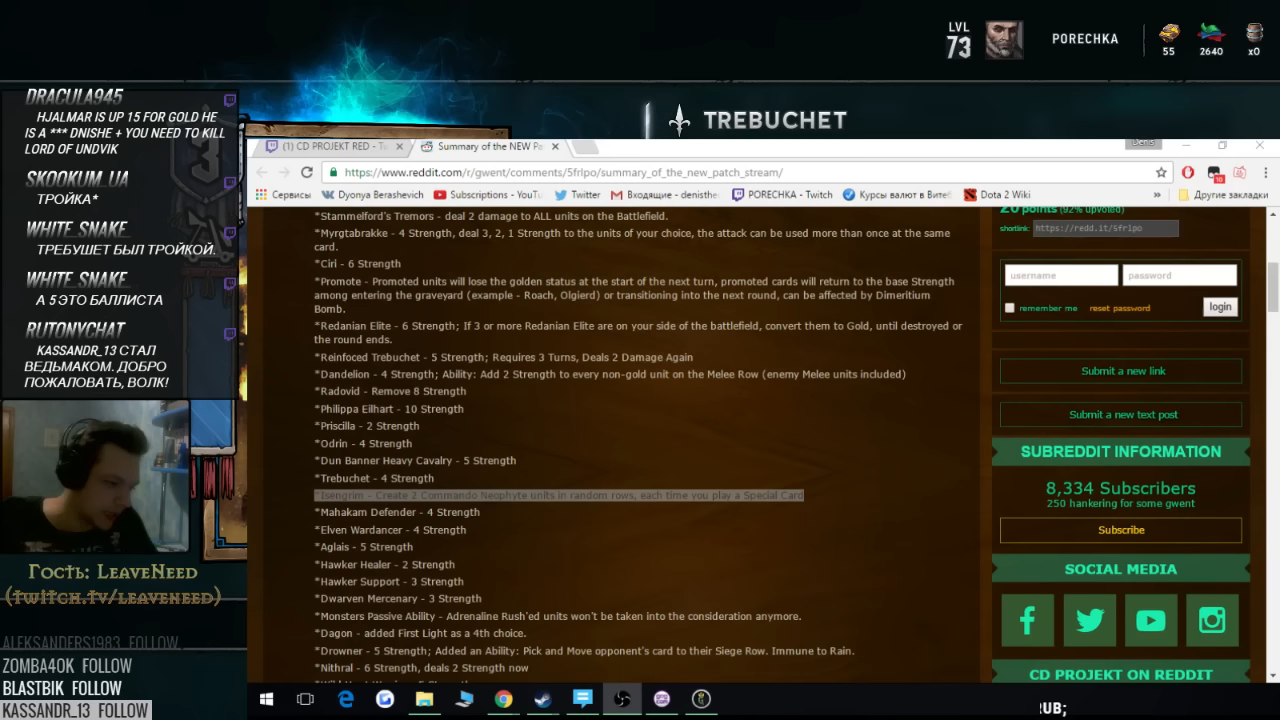 LVL
73
PORECHKA
55
2640
x0
TREBUCHET
DRACULA945
HJALMAR IS UP 15 FOR GOLD HE
IS A *** DNISHE + YOU NEED TO KILL
LORD OF UNDVIK
SKOOKUM_UA
ТРОЙКА*
WHITE_SNAKE_
ТРЕБУШЕТ БЫЛ ТРОЙКОЙ.
WHITE_SNAKE_
А 5 ЭТО БАЛЛИСТА
RUTONYCHAT
KASSANDR_13 СТАЛ
ВЕДЬМАКОМ. ДОБРО
ПОЖАЛОВАТЬ, ВОЛК!
Гость: LeaveNeed
(twitch.tv/leaveneed)
ALEKSANDERS1983 FOLLOW
ZOMBA40K FOLLOW
BLASTBIK FOLLOW
KASSANDR_13 FOLLOW
(1) CD PROJEKT RED - Tw
Summary of the NEW Pa
Denis
https://www.reddit.com/r/gwent/comments/5frlpo/summary_of_the_new_patch_stream/
Сервисы
Dyonya Berashevich
Subscriptions - YouTu
Twitter
Входящие - denisthe
PORECHKA - Twitch
Курсы валют в Вите
Dota 2 Wiki
»
Другие закладки
*Stammelford's Tremors - deal 2 damage to ALL units on the Battlefield.
*Myrgtabrakke - 4 Strength, deal 3, 2, 1 Strength to the units of your choice, the attack can be used more than once at the same
card.
*Ciri - 6 Strength
*Promote - Promoted units will lose the golden status at the start of the next turn, promoted cards will return to the base Strength
among entering the graveyard (example - Roach, Olgierd) or transitioning into the next round, can be affected by Dimeritium
Bomb.
*Redanian Elite - 6 Strength; If 3 or more Redanian Elite are on your side of the battlefield, convert them to Gold, until destroyed or
the round ends.
*Reinfoced Trebuchet - 5 Strength; Requires 3 Turns, Deals 2 Damage Again
*Dandelion - 4 Strength; Ability: Add 2 Strength to every non-gold unit on the Melee Row (enemy Melee units included)
*Radovid - Remove 8 Strength
*Philippa Eilhart - 10 Strength
*Priscilla - 2 Strength
*Odrin - 4 Strength
*Dun Banner Heavy Cavalry - 5 Strength
*Trebuchet - 4 Strength
*Isengrim - Create 2 Commando Neophyte units in random rows, each time you play a Special Card
*Mahakam Defender - 4 Strength
*Elven Wardancer - 4 Strength
*Aglais - 5 Strength
*Hawker Healer - 2 Strength
*Hawker Support - 3 Strength
*Dwarven Mercenary - 3 Strength
*Monsters Passive Ability - Adrenaline Rush'ed units won't be taken into the consideration anymore.
*Dagon - added First Light as a 4th choice.
*Drowner - 5 Strength; Added an Ability: Pick and Move opponent's card to their Siege Row. Immune to Rain.
*Nithral - 6 Strength, deals 2 Strength now
20 points (92% upvoted)
shortlink: https://redd.it/5frlpo
username
password
remember me
reset password
login
Submit a new link
Submit a new text post
SUBREDDIT INFORMATION
8,334 Subscribers
250 hankering for some gwent
Subscribe
SOCIAL MEDIA
CD PROJEKT ON REDDIT
RUB;